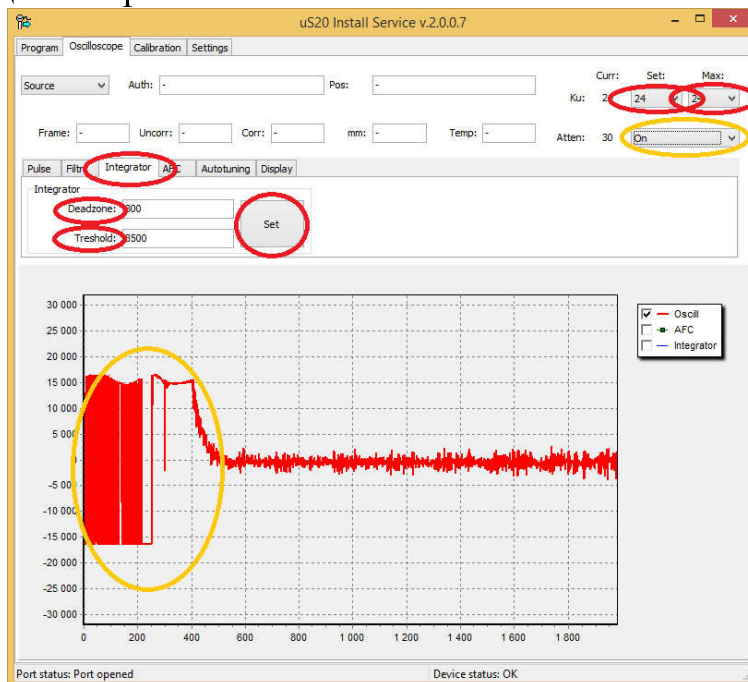 uS20 Install Service v.2.0.0.7
Program Oscilloscope Calibration Settings
Curr: Set: Max:
Source Auth: - Pos: - Ku: 24
Frame: - Uncorr: - Corr: - mm: - Temp: - Atten: 30 On
Pulse Integrator Autotuning Display
Integrator
Deadzone:
Treshold: Set
30 000
25 000
20 000
15 000
10 000
5 000
0
-5 000
-10 000
-15 000
-20 000
-25 000
-30 000
Oscill
AFC
Integrator
0 200 400 600 800 1 000 1 200 1 400 1 600 1 800
Port status: Port opened Device status: OK